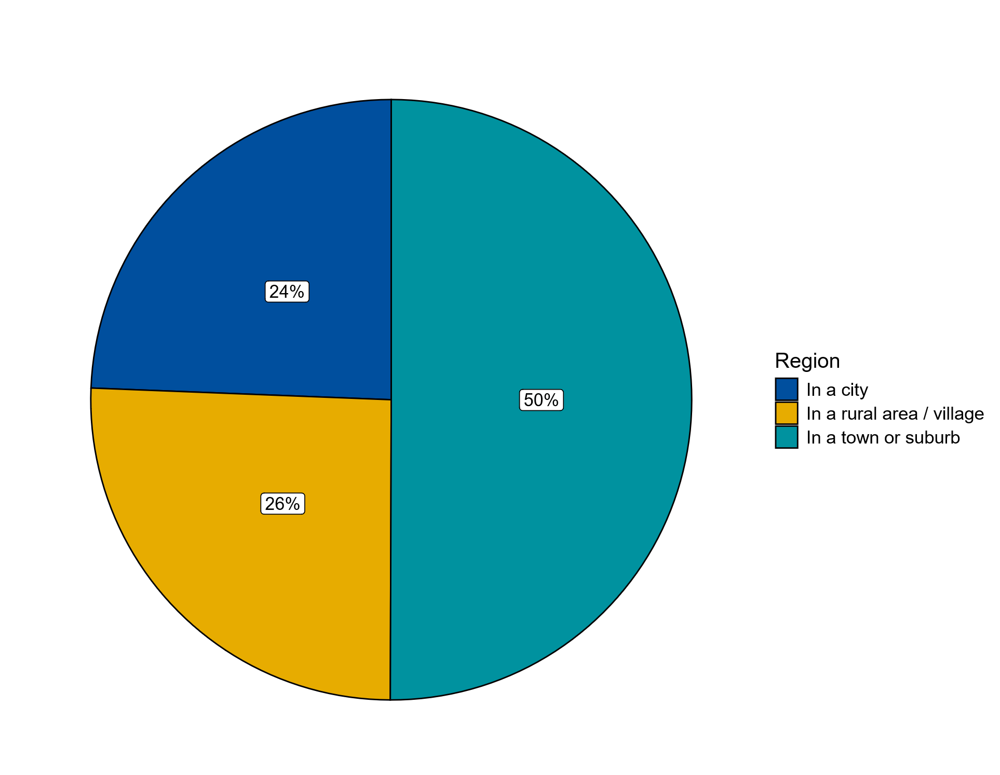 24%
50%
26%
Region
In a city
In a rural area / village
In a town or suburb